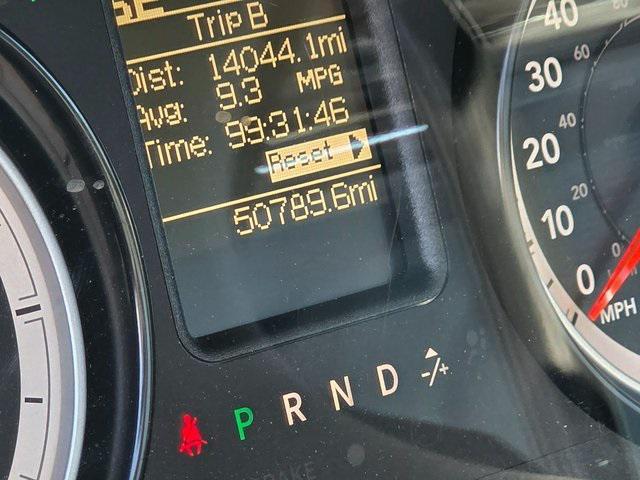 Trip B
Dist: 14044.1mi
Avg: 9.3 MPG
Time: 99:31:46
Reset
50789.6mi
P R N D -/+
40
30
20
10
0
60
40
20
0
MPH